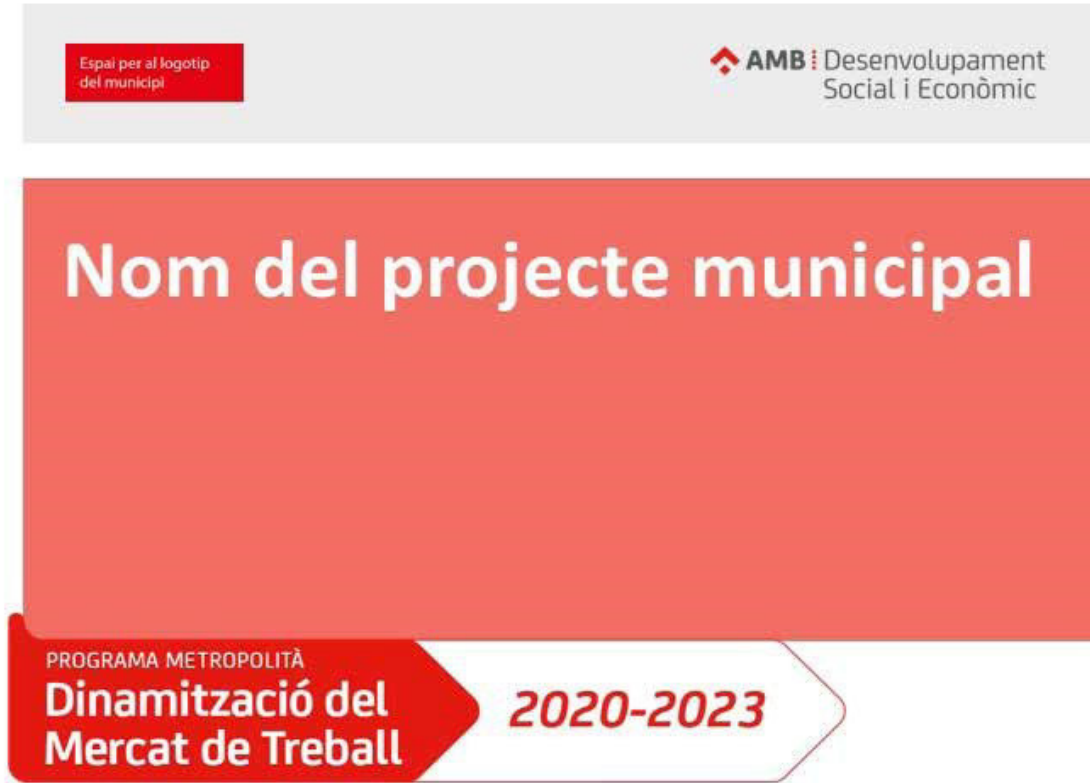 Espai per al logotip
del municipi
AMB Desenvolupament
Social i Econòmic
Nom del projecte municipal
PROGRAMA METROPOLITÀ
Dinamització del
Mercat de Treball
2020-2023